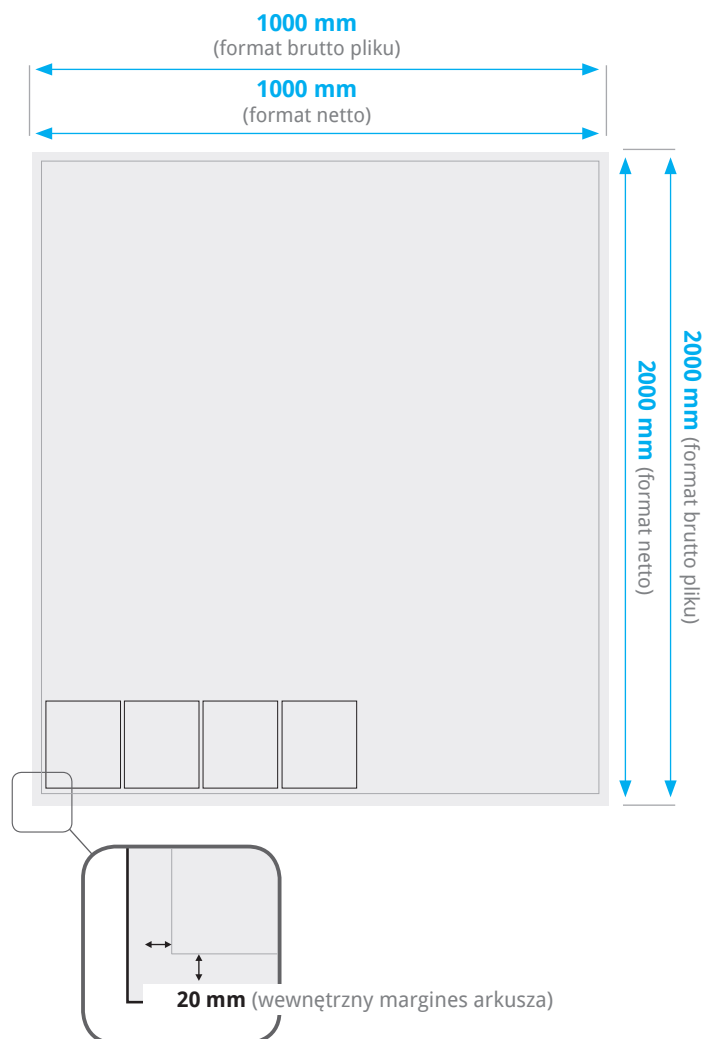 1000 mm
(format brutto pliku)
1000 mm
(format netto)
2000 mm (format netto)
2000 mm (format brutto pliku)
20 mm (wewnętrzny margines arkusza)